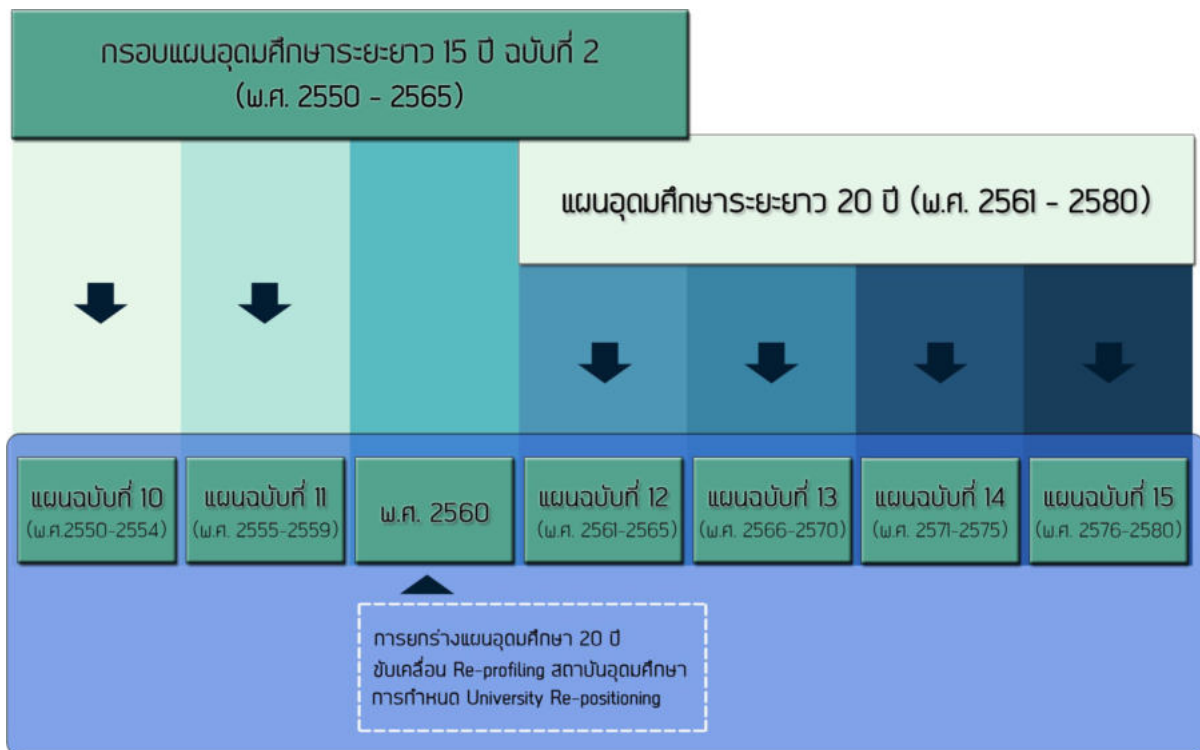 กรอบแผนอุดมศึกษาระยะยาว 15 ปี ฉบับที่ 2
(พ.ศ. 2550 - 2565)
แผนอุดมศึกษาระยะยาว 20 ปี (พ.ศ. 2561 - 2580)
แผนฉบับที่ 10
(พ.ศ.2550-2554)
แผนฉบับที่ 11
(พ.ศ. 2555-2559)
พ.ศ. 2560
แผนฉบับที่ 12
(พ.ศ. 2561-2565)
แผนฉบับที่ 13
(พ.ศ. 2566-2570)
แผนฉบับที่ 14
(พ.ศ. 2571-2575)
แผนฉบับที่ 15
(พ.ศ. 2576-2580)
การยกร่างแผนอุดมศึกษา 20 ปี
ขับเคลื่อน Re-profiling สถาบันอุดมศึกษา
การกำหนด University Re-positioning